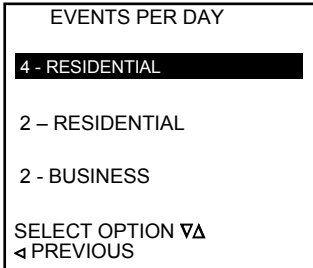 EVENTS PER DAY
4 - RESIDENTIAL
2 – RESIDENTIAL
2 - BUSINESS
SELECT OPTION ∇Δ
⊲ PREVIOUS